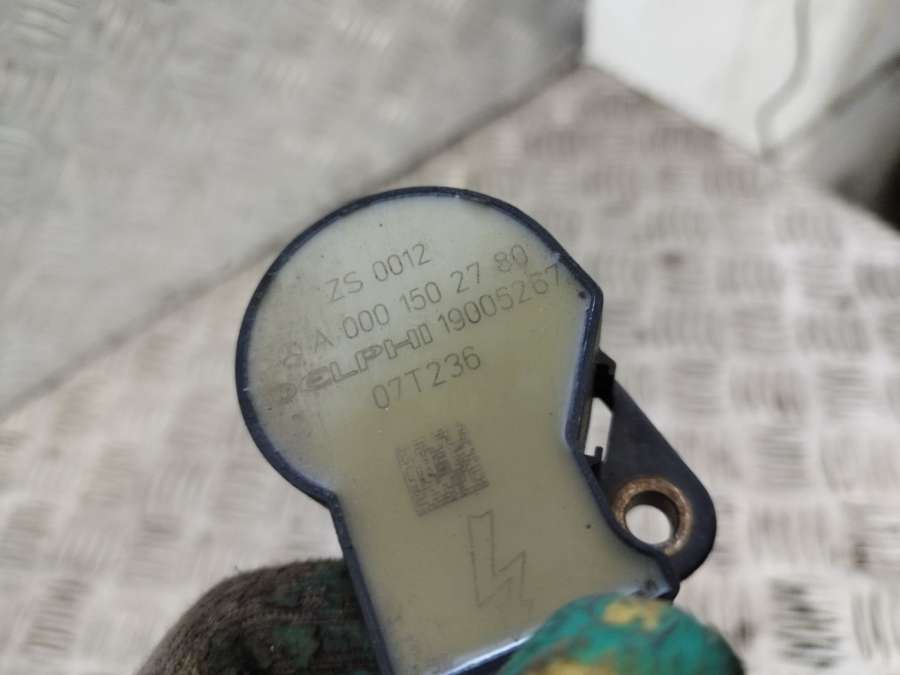 ZS 0012
A 000 150 27 80
DELPHI 19005267
07T236